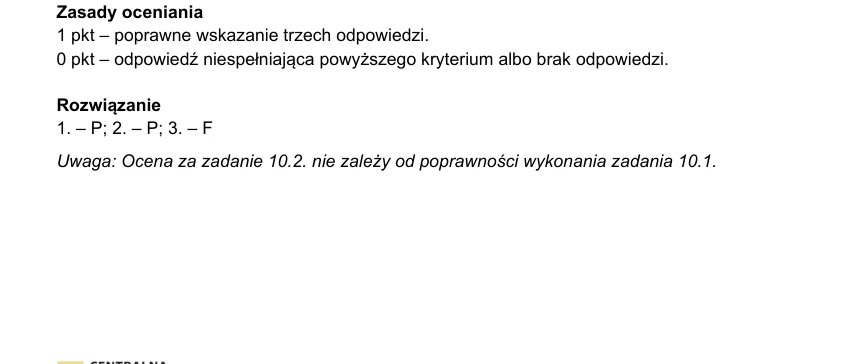 Zasady oceniania
1 pkt – poprawne wskazanie trzech odpowiedzi.
0 pkt – odpowiedź niespełniająca powyższego kryterium albo brak odpowiedzi.
Rozwiązanie
1. – P; 2. – P; 3. – F
Uwaga: Ocena za zadanie 10.2. nie zależy od poprawności wykonania zadania 10.1.
CENTRALNA